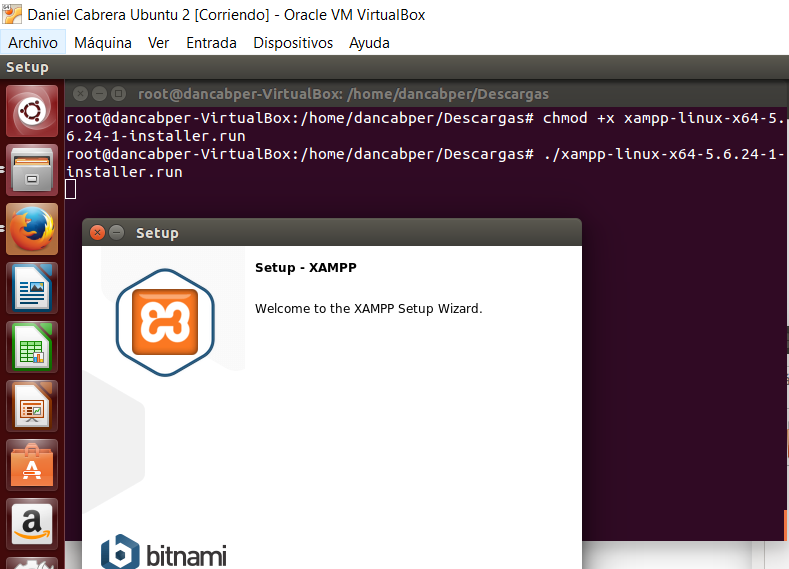 Daniel Cabrera Ubuntu 2 [Corriendo] - Oracle VM VirtualBox
Archivo Máquina Ver Entrada Dispositivos Ayuda
Setup
root@dancabper-VirtualBox: /home/dancabper/Descargas
root@dancabper-VirtualBox:/home/dancabper/Descargas# chmod +x xampp-linux-x64-5.
6.24-1-installer.run
root@dancabper-VirtualBox:/home/dancabper/Descargas# ./xampp-linux-x64-5.6.24-1-
installer.run
Setup
Setup - XAMPP
Welcome to the XAMPP Setup Wizard.
bitnami